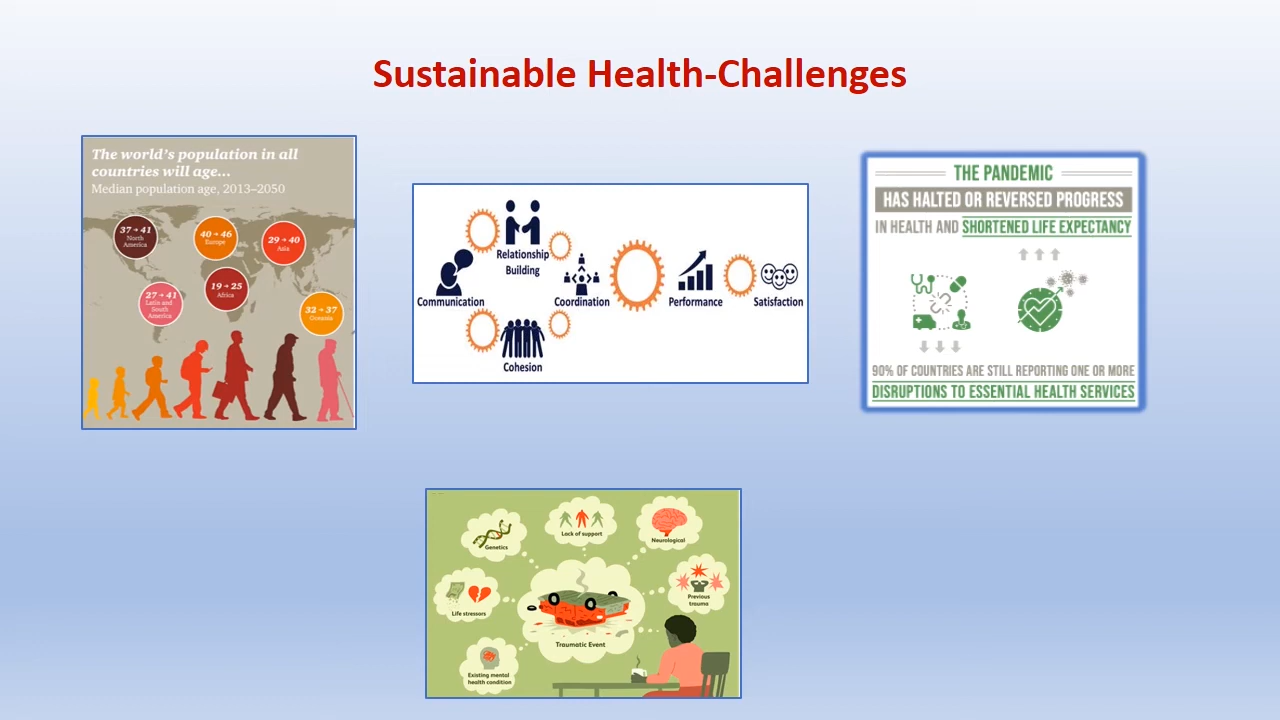 Sustainable Health-Challenges
The world's population in all
countries will age...
Median population age, 2013–2050
37→41
North
America
40→46
Europe
29→40
Asia
27→41
Latin and
South
America
19→25
Africa
32→37
Oceania
Relationship
Building
Communication
Coordination
Performance
Satisfaction
Cohesion
THE PANDEMIC
HAS HALTED OR REVERSED PROGRESS
IN HEALTH AND SHORTENED LIFE EXPECTANCY
90% OF COUNTRIES ARE STILL REPORTING ONE OR MORE
DISRUPTIONS TO ESSENTIAL HEALTH SERVICES
Genetics
Lack of support
Neurological
Life stressors
Previous
trauma
Traumatic Event
Existing mental
health condition